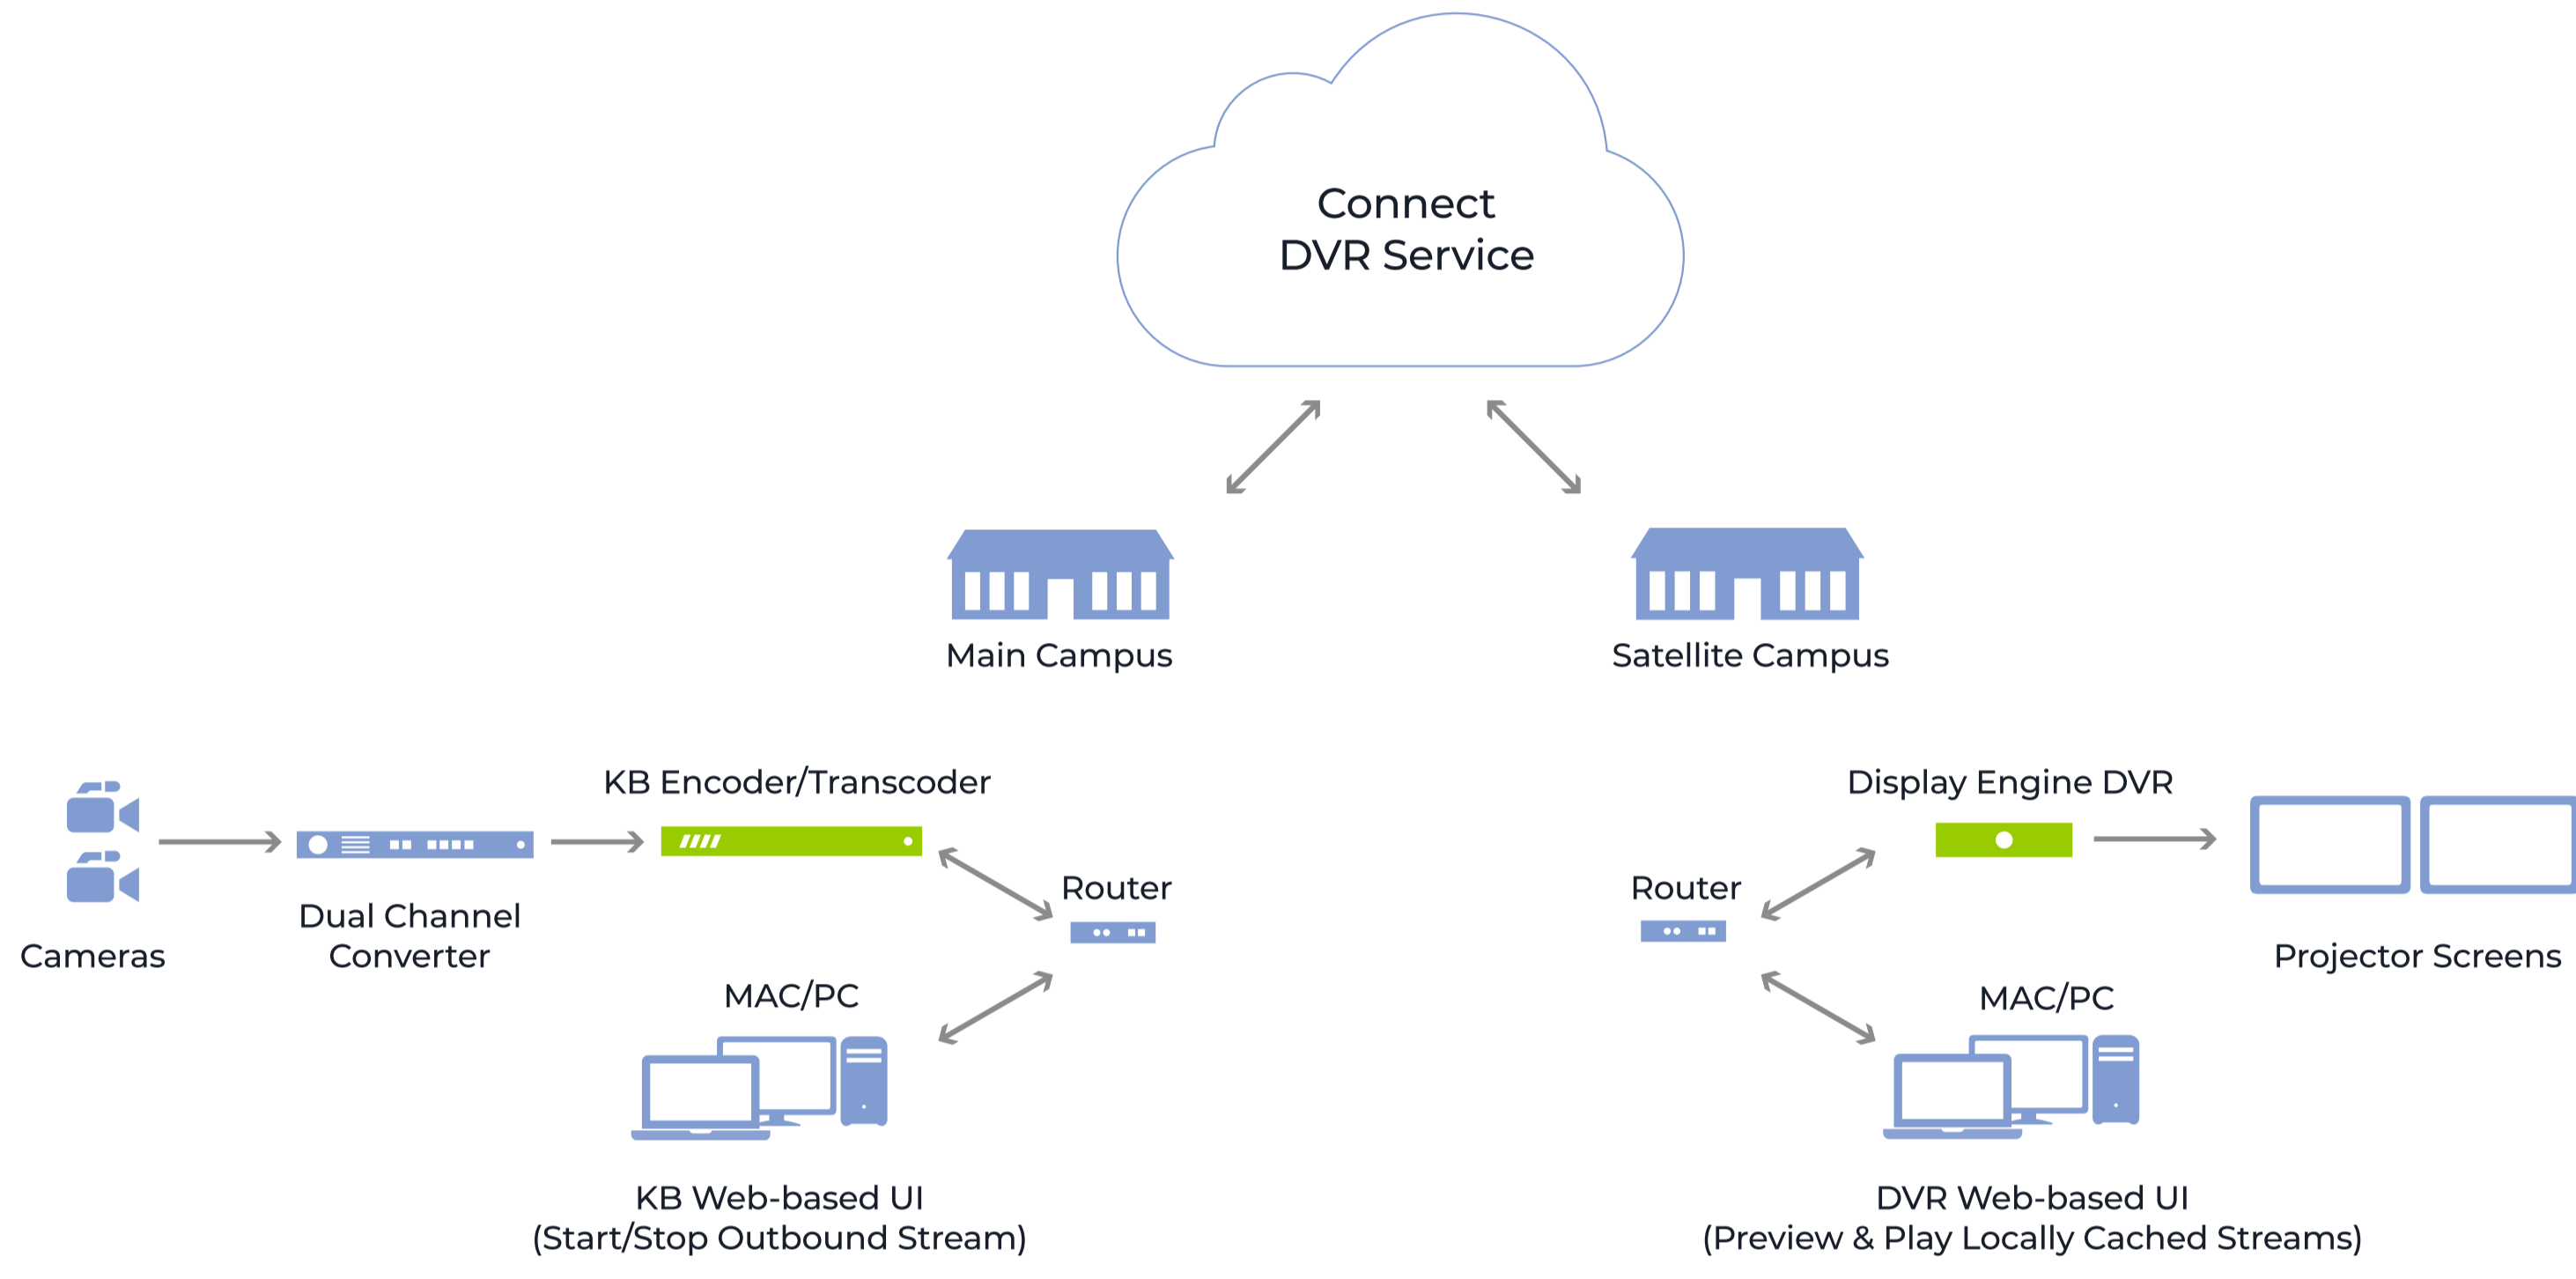 Connect
DVR Service
Main Campus
Satellite Campus
KB Encoder/Transcoder
Display Engine DVR
Router
Router
Dual Channel
Converter
Cameras
Projector Screens
MAC/PC
MAC/PC
KB Web-based UI
(Start/Stop Outbound Stream)
DVR Web-based UI
(Preview & Play Locally Cached Streams)